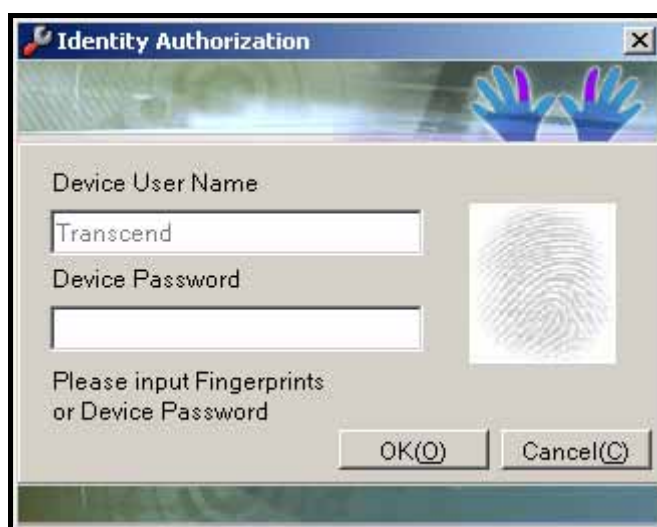 Identity Authorization
Device User Name
Transcend
Device Password
Please input Fingerprints
or Device Password
OK(O) Cancel(C)